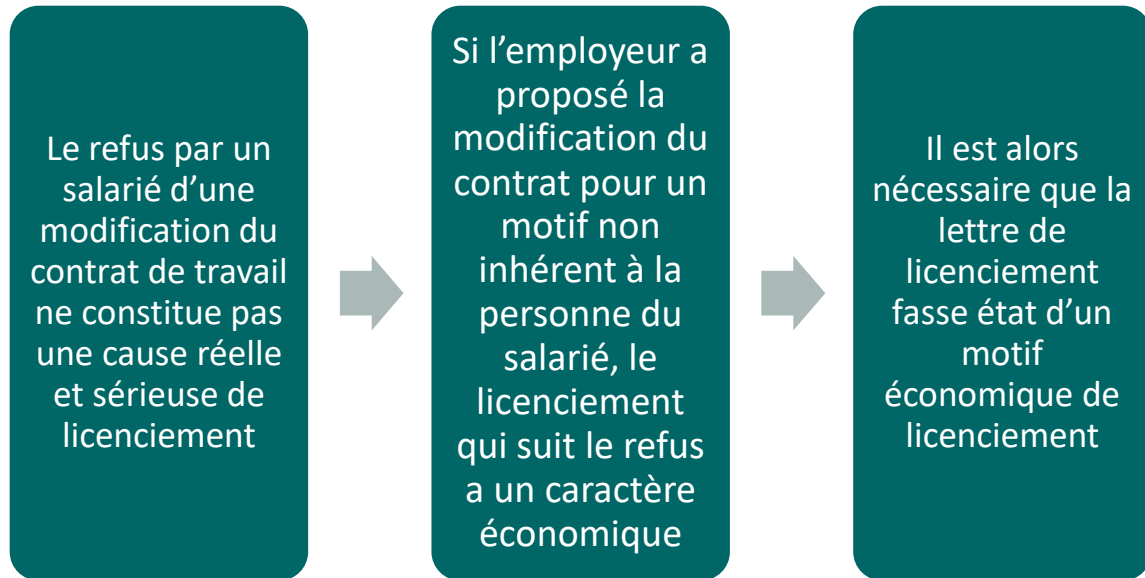 Le refus par un
salarié d’une
modification du
contrat de travail
ne constitue pas
une cause réelle
et sérieuse de
licenciement
Si l’employeur a
proposé la
modification du
contrat pour un
motif non
inhérent à la
personne du
salarié, le
licenciement
qui suit le refus
a un caractère
économique
Il est alors
nécessaire que la
lettre de
licenciement
fasse état d’un
motif
économique de
licenciement